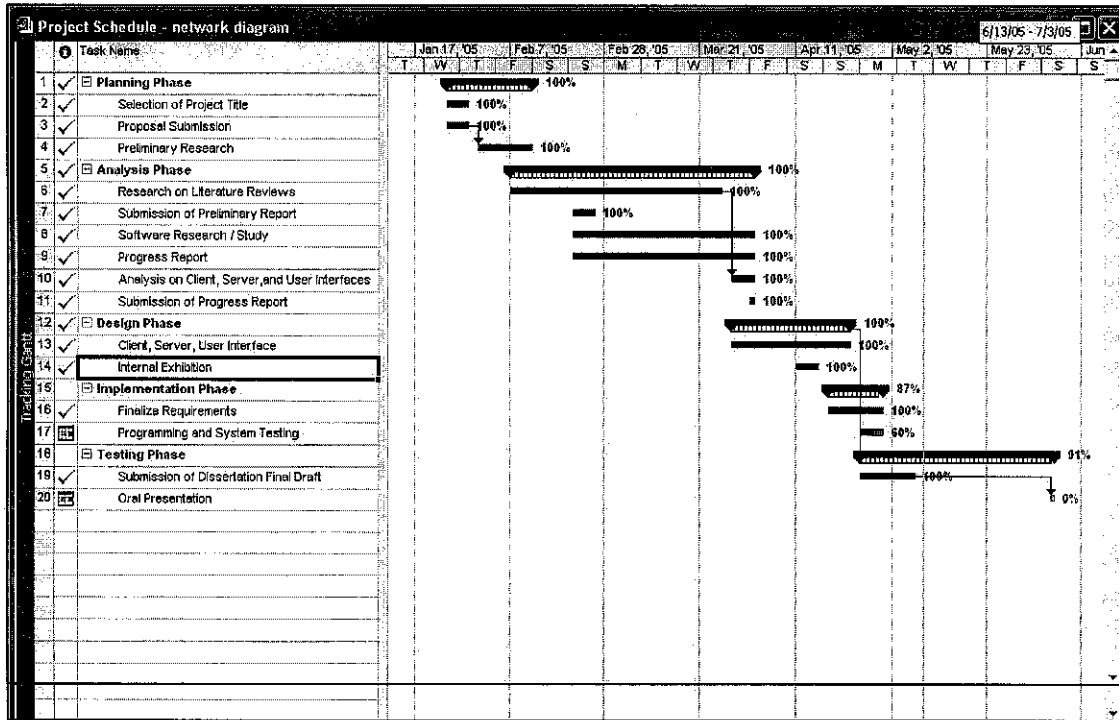 Project Schedule - network diagram
6/13/05 - 7/3/05
Task Name
Jan 17, '05 Feb 7, '05 Feb 28, '05 Mar 21, '05 Apr 11, '05 May 2, '05 May 23, '05 Jun
T W T F S S M T W T F S S M T W T F S S
1 Planning Phase 100%
2 Selection of Project Title 100%
3 Proposal Submission 100%
4 Preliminary Research 100%
5 Analysis Phase 100%
6 Research on Literature Reviews 100%
7 Submission of Preliminary Report 100%
8 Software Research / Study 100%
9 Progress Report 100%
10 Analysis on Client, Server,and User Interfaces 100%
11 Submission of Progress Report 100%
12 Design Phase 100%
13 Client, Server, User Interface 100%
14 Internal Exhibition 100%
15 Implementation Phase 87%
16 Finalize Requirements 100%
17 Programming and System Testing 60%
18 Testing Phase 91%
19 Submission of Dissertation Final Draft 100%
20 Oral Presentation 0%
Tracking Gantt